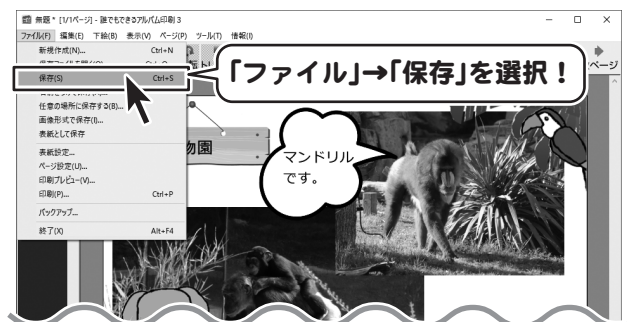 無題 * [1/1ページ] - 誰でもできるアルバム印刷 3
ファイル(F) 編集(E) 下絵(B) 表示(V) ページ(P) ツール(T) 情報(I)
新規作成(N)... Ctrl+N
保存(S) Ctrl+S
「ファイル」→「保存」を選択！
ページ
任意の場所に保存する(B)...
画像形式で保存(I)...
表紙として保存
表紙設定...
ページ設定(U)...
印刷プレビュー(V)...
印刷(P)... Ctrl+P
バックアップ...
終了(X) Alt+F4
物園
マンドリル
です。